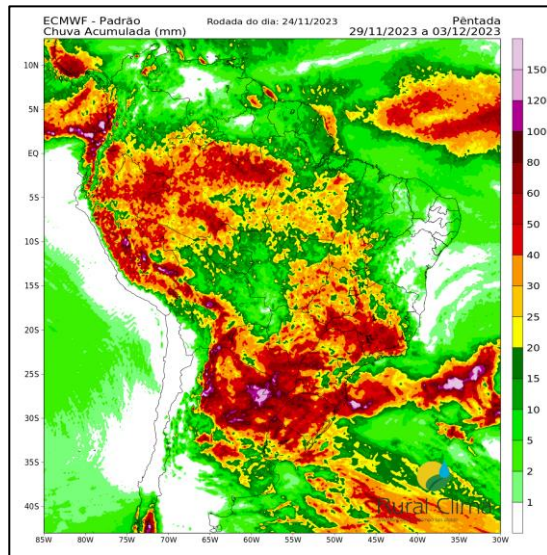 ECMWF - Padrão
Rodada do dia: 24/11/2023
Pêntada
Chuva Acumulada (mm)
29/11/2023 a 03/12/2023
10N
5N
EQ
5S
10S
15S
20S
25S
30S
35S
40S
85W 80W 75W 70W 65W 60W 55W 50W 45W 40W 35W 30W
150
120
100
80
60
50
40
30
25
20
15
10
5
2
1
Rural Clima